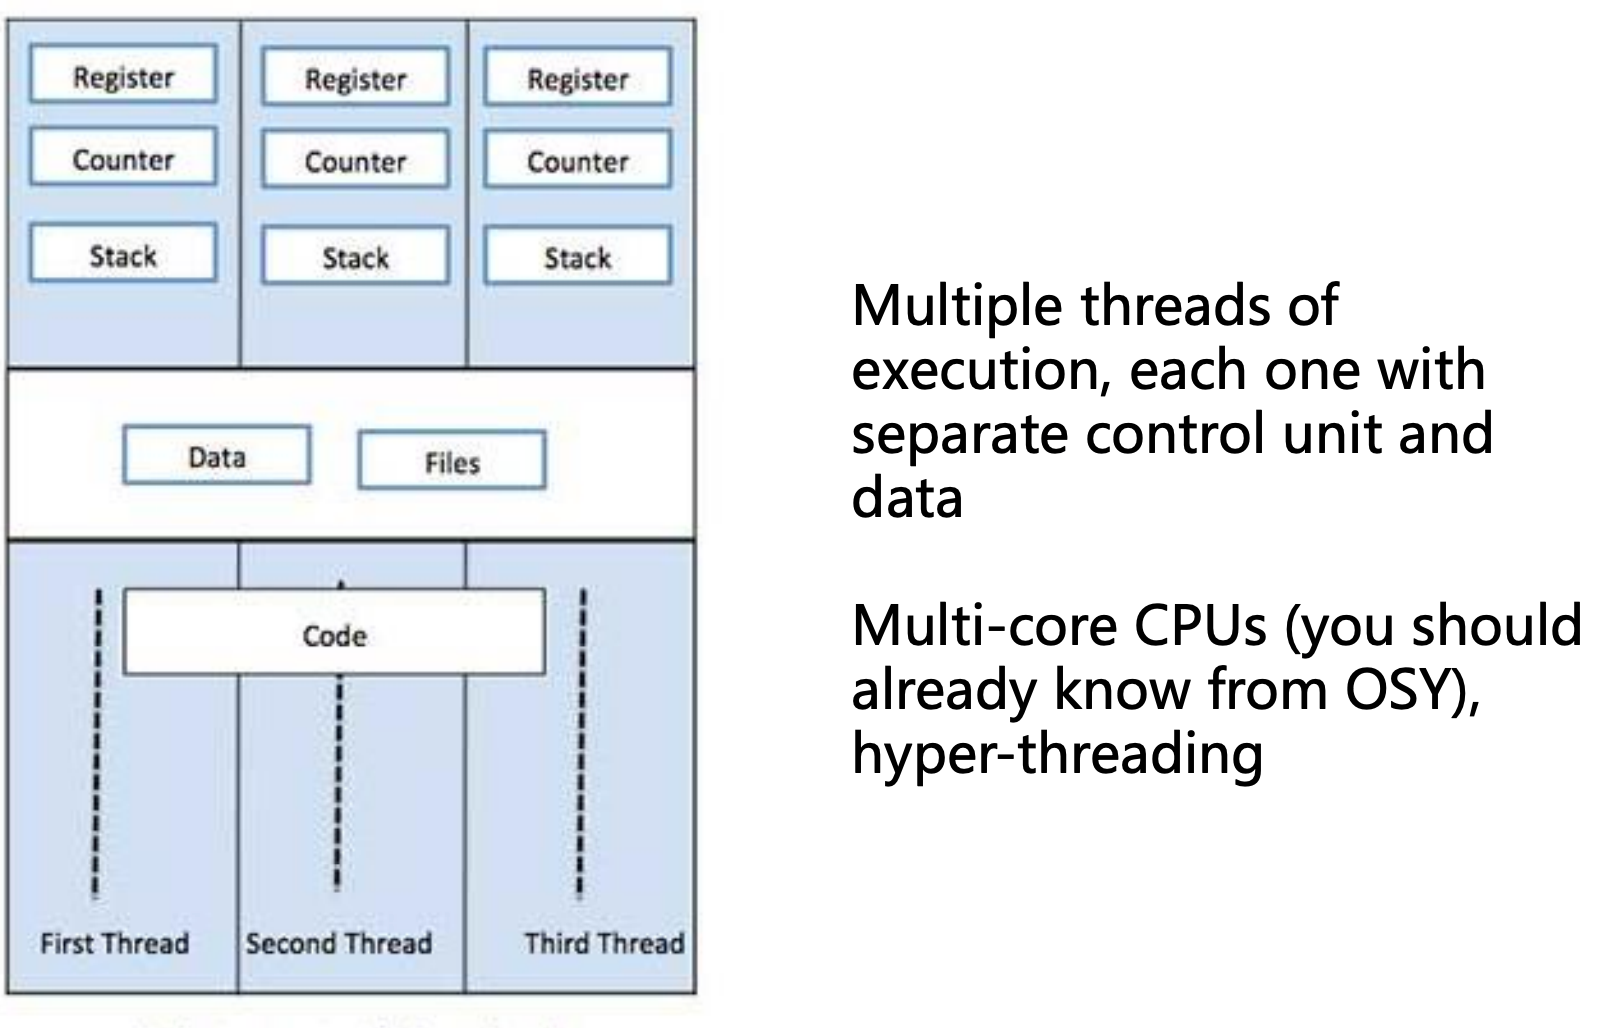 Register Register Register
Counter Counter Counter
Stack Stack Stack
Data Files
Code
First Thread Second Thread Third Thread
Multiple threads of
execution, each one with
separate control unit and
data
Multi-core CPUs (you should
already know from OSY),
hyper-threading